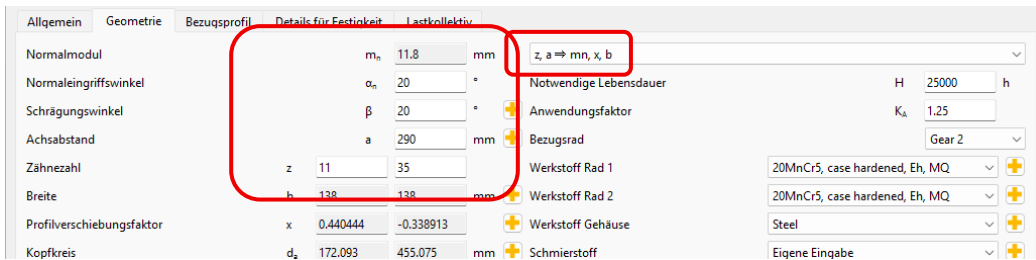 Allgemein Geometrie Bezugsprofil Details für Festigkeit Lastkollektiv
Normalmodul mn 11.8 mm z, a ⇒ mn, x, b
Normaleingriffswinkel αn 20 ° Notwendige Lebensdauer H 25000 h
Schrägungswinkel β 20 ° Anwendungsfaktor KA 1.25
Achsabstand a 290 mm Bezugsrad Gear 2
Zähnezahl z 11 35 Werkstoff Rad 1 20MnCr5, case hardened, Eh, MQ
Breite b 138 138 mm Werkstoff Rad 2 20MnCr5, case hardened, Eh, MQ
Profilverschiebungsfaktor x 0.440444 -0.338913 Werkstoff Gehäuse Steel
Kopfkreis da 172.093 455.075 mm Schmierstoff Eigene Eingabe